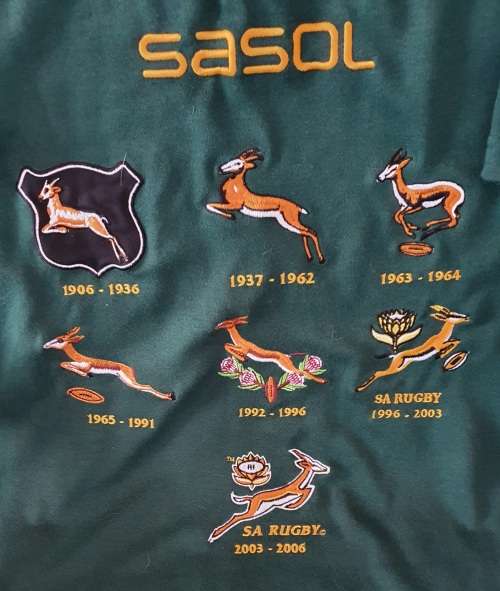 sasol
1906 - 1936
1937 - 1962
1963 - 1964
1965 - 1991
1992 - 1996
SA RUGBY
1996 - 2003
TM
SA RUGBY©
2003 - 2006